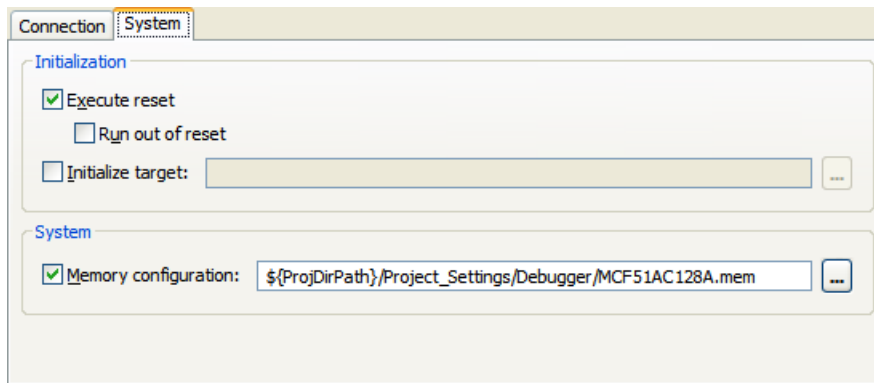 Connection System
Initialization
Execute reset
Run out of reset
Initialize target: ...
System
Memory configuration: ${ProjDirPath}/Project_Settings/Debugger/MCF51AC128A.mem ...